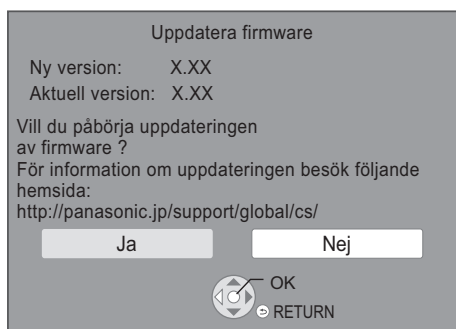 Uppdatera firmware
Ny version: X.XX
Aktuell version: X.XX
Vill du påbörja uppdateringen
av firmware ?
För information om uppdateringen besök följande
hemsida:
http://panasonic.jp/support/global/cs/
Ja Nej
OK
RETURN